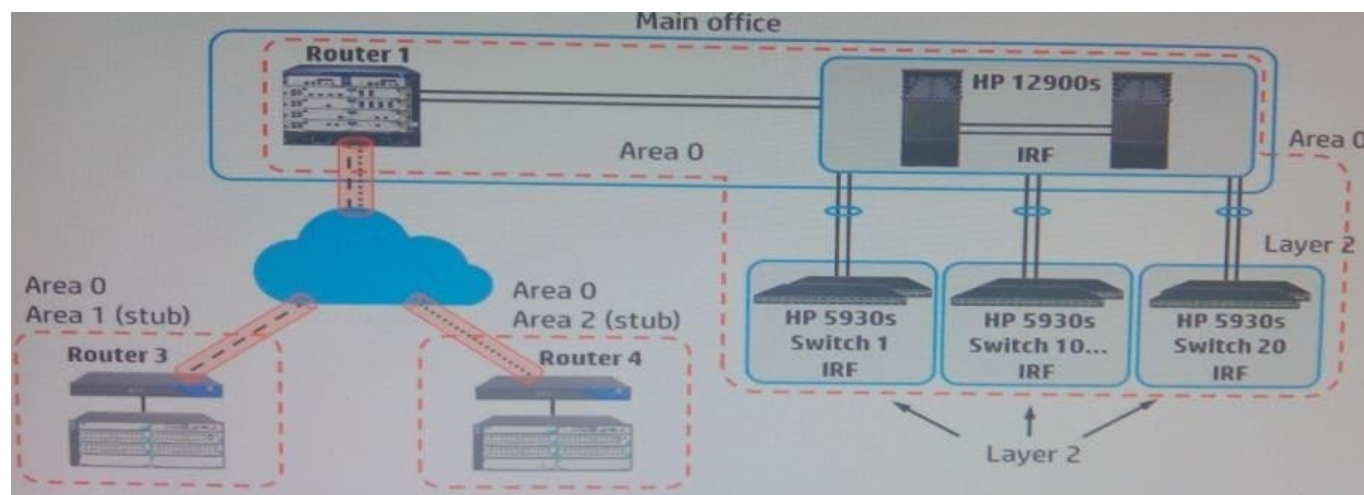 Main office
Router 1
HP 12900s
IRF
Area 0
Area 0
Layer 2
Area 0
Area 1 (stub)
Router 3
Area 0
Area 2 (stub)
Router 4
HP 5930s
Switch 1
IRF
HP 5930s
Switch 10...
IRF
HP 5930s
Switch 20
IRF
Layer 2